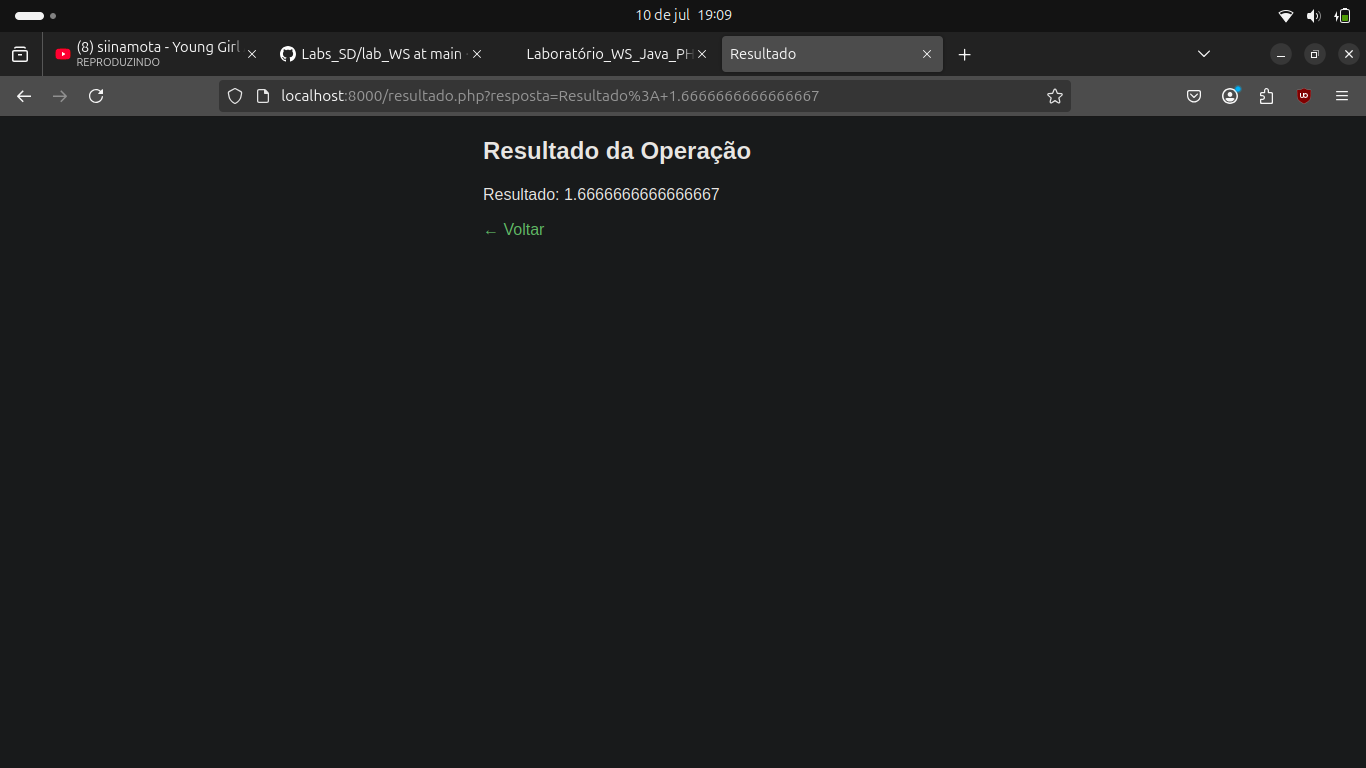 10 de jul 19:09
(8) siinamota - Young Girl
REPRODUZINDO
Labs_SD/lab_WS at main
Laboratório_WS_Java_PH
Resultado
localhost:8000/resultado.php?resposta=Resultado%3A+1.6666666666666667
Resultado da Operação
Resultado: 1.6666666666666667
← Voltar